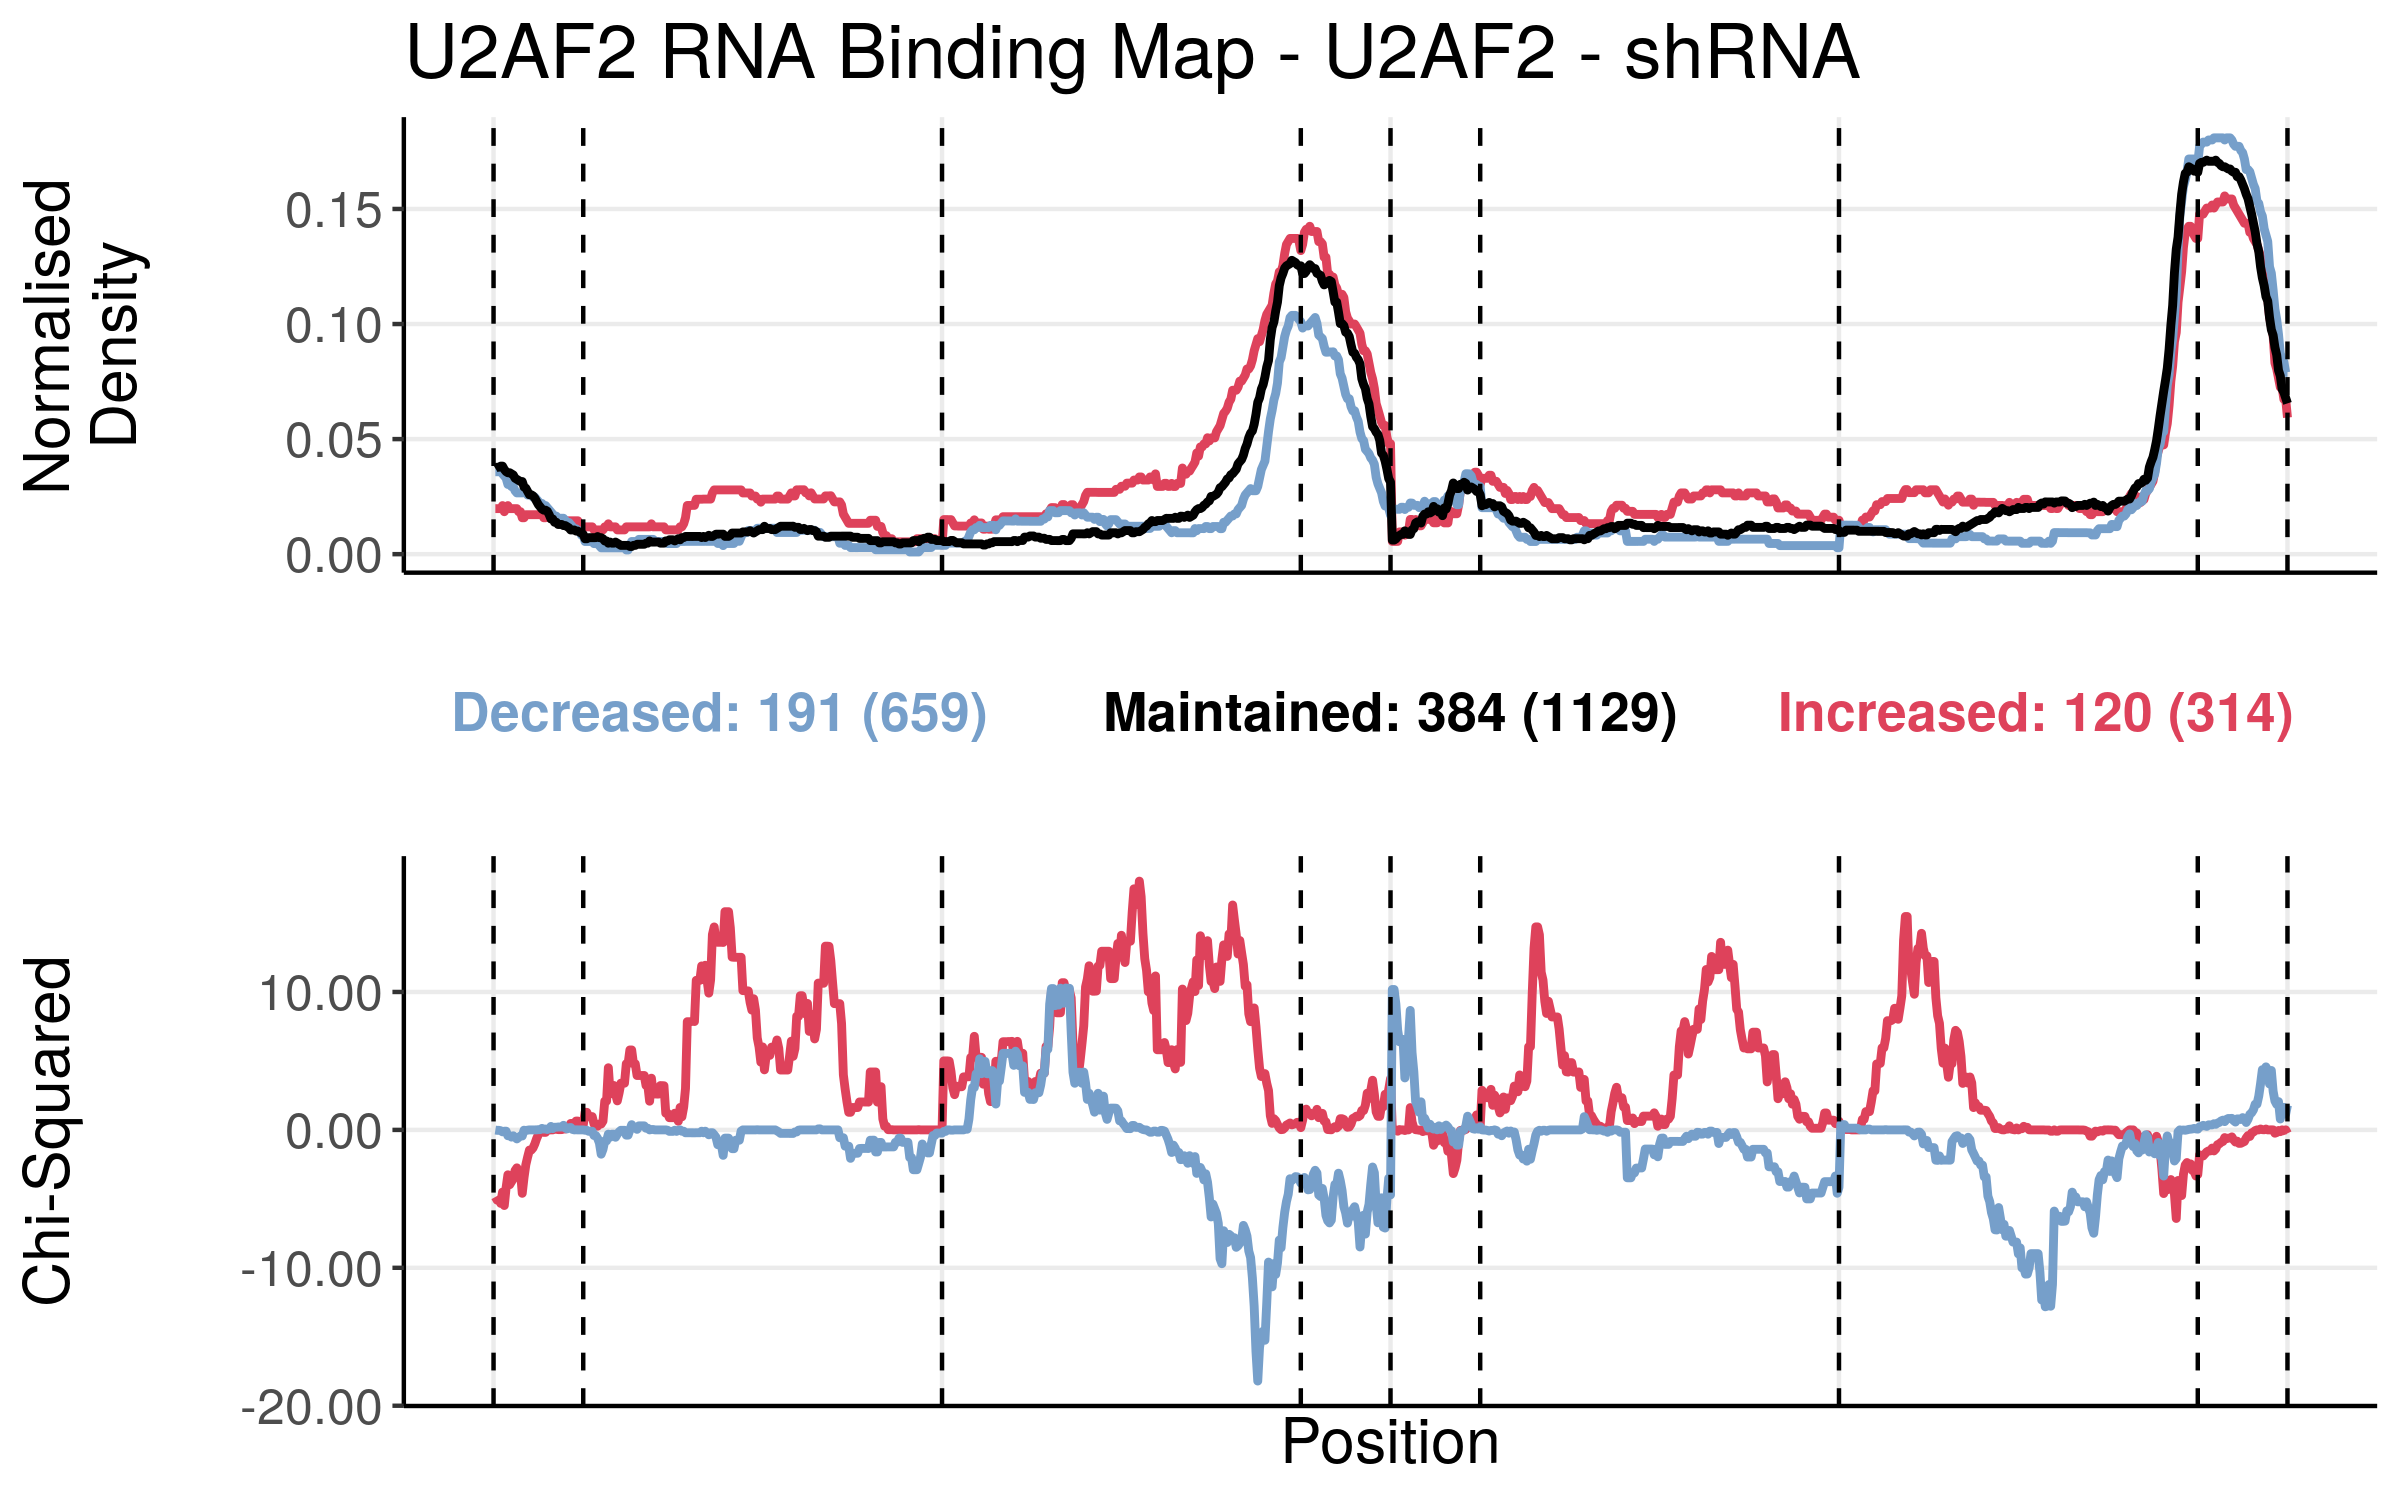 U2AF2 RNA Binding Map - U2AF2 - shRNA
Normalised
Density
0.15
0.10
0.05
0.00
Decreased: 191 (659)
Maintained: 384 (1129)
Increased: 120 (314)
Chi-Squared
10.00
0.00
-10.00
-20.00
Position